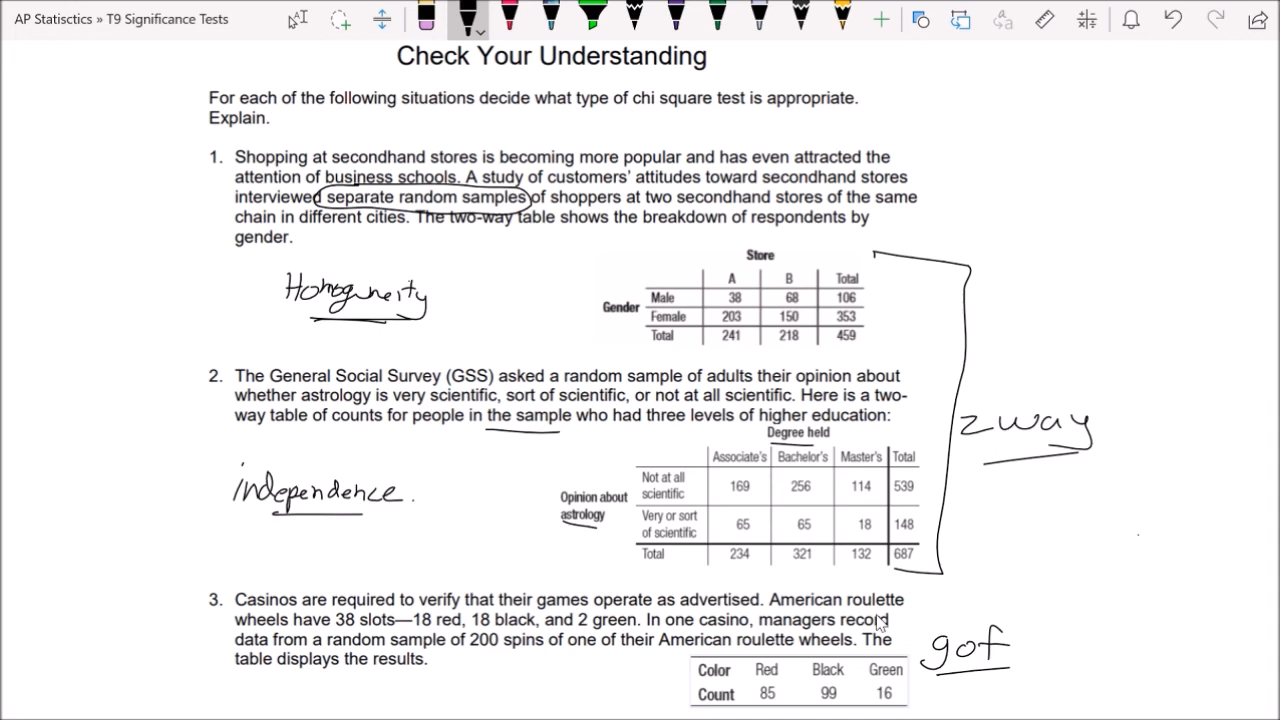 AP Statisctics » T9 Significance Tests
Check Your Understanding
For each of the following situations decide what type of chi square test is appropriate.
Explain.
1. Shopping at secondhand stores is becoming more popular and has even attracted the
attention of business schools. A study of customers' attitudes toward secondhand stores
interviewed separate random samples of shoppers at two secondhand stores of the same
chain in different cities. The two-way table shows the breakdown of respondents by
gender.
Homogeneity
Store
A B Total
Gender
Male 38 68 106
Female 203 150 353
Total 241 218 459
2. The General Social Survey (GSS) asked a random sample of adults their opinion about
whether astrology is very scientific, sort of scientific, or not at all scientific. Here is a two-
way table of counts for people in the sample who had three levels of higher education:
2 way
Degree held
Associate's Bachelor's Master's Total
independence.
Opinion about
astrology
Not at all
scientific 169 256 114 539
Very or sort
of scientific 65 65 18 148
Total 234 321 132 687
3. Casinos are required to verify that their games operate as advertised. American roulette
wheels have 38 slots—18 red, 18 black, and 2 green. In one casino, managers record
data from a random sample of 200 spins of one of their American roulette wheels. The
table displays the results.
gof
Color Red Black Green
Count 85 99 16